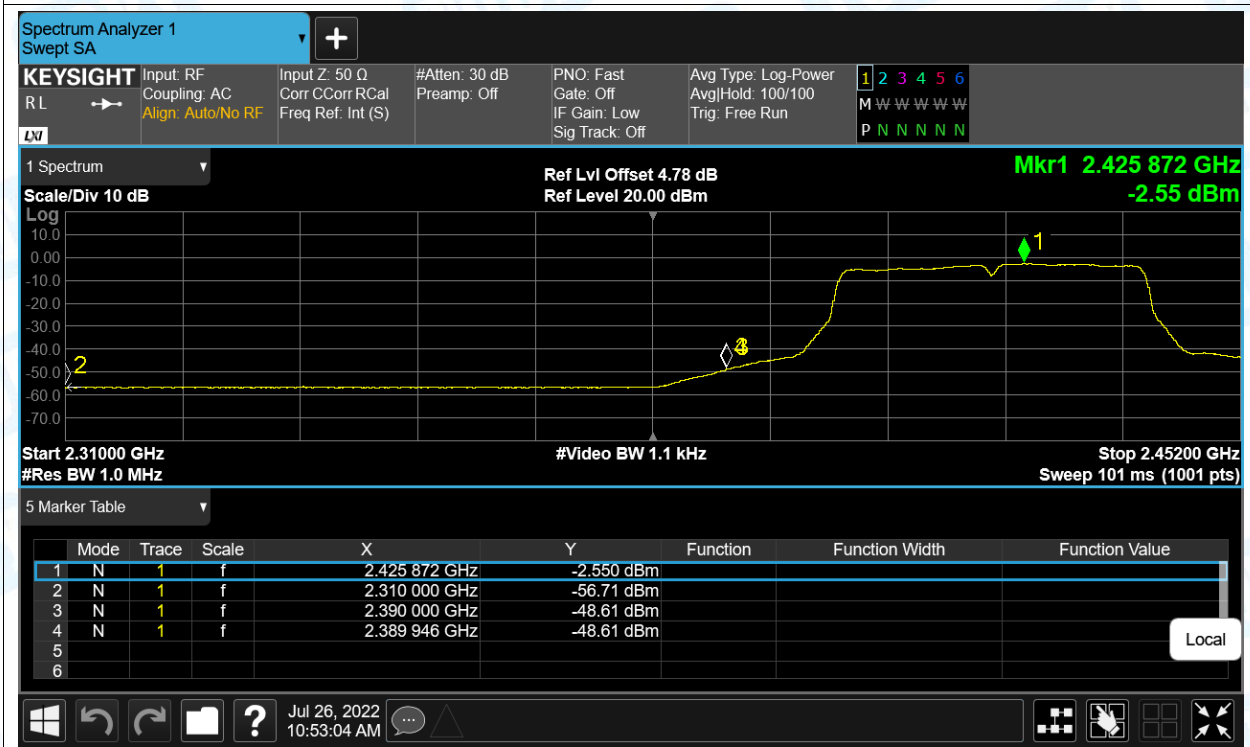 Spectrum Analyzer 1
Swept SA
+
KEYSIGHT Input: RF Input Z: 50 Ω #Atten: 30 dB PNO: Fast Avg Type: Log-Power 1 2 3 4 5 6
RL Coupling: AC Corr CCorr RCal Preamp: Off Gate: Off Avg|Hold: 100/100 M W W W W W
Align: Auto/No RF Freq Ref: Int (S) IF Gain: Low Trig: Free Run
LXI Sig Track: Off P N N N N N
1 Spectrum Ref Lvl Offset 4.78 dB Mkr1 2.425 872 GHz
Scale/Div 10 dB Ref Level 20.00 dBm -2.55 dBm
Log
10.0
0.00
-10.0
-20.0
-30.0
-40.0
-50.0
-60.0
-70.0
1
2
Start 2.31000 GHz #Video BW 1.1 kHz Stop 2.45200 GHz
#Res BW 1.0 MHz Sweep 101 ms (1001 pts)
5 Marker Table
Mode Trace Scale X Y Function Function Width Function Value
1 N 1 f 2.425 872 GHz -2.550 dBm
2 N 1 f 2.310 000 GHz -56.71 dBm
3 N 1 f 2.390 000 GHz -48.61 dBm
4 N 1 f 2.389 946 GHz -48.61 dBm
5
6
Local
? Jul 26, 2022
10:53:04 AM